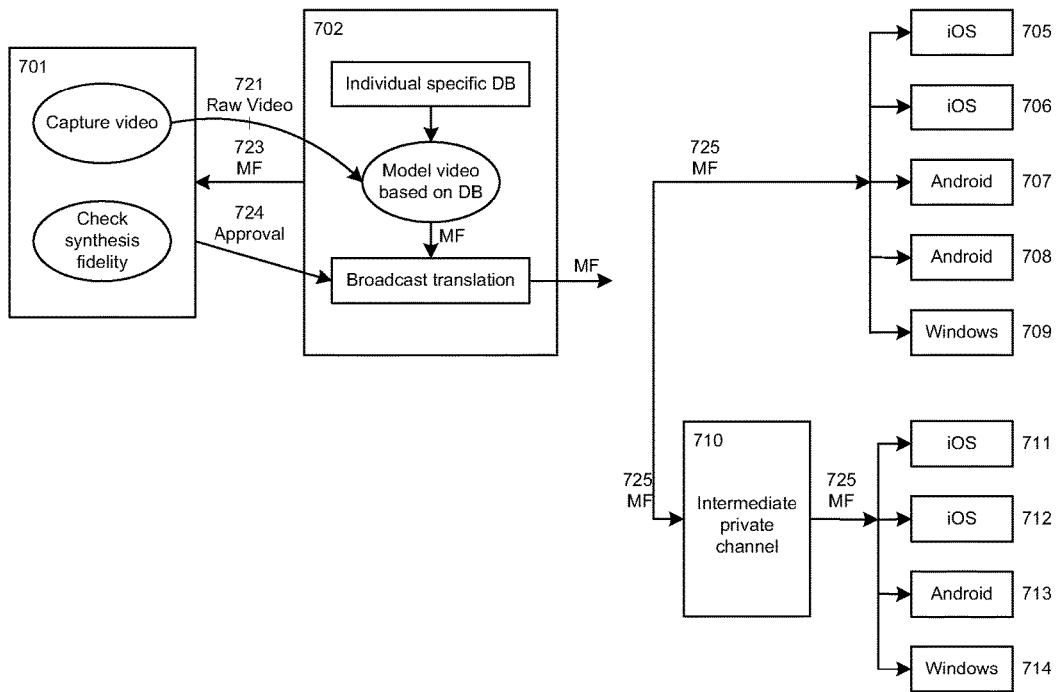 701
Capture video
Check
synthesis
fidelity
721
Raw Video
723
MF
724
Approval
702
Individual specific DB
Model video
based on DB
MF
Broadcast translation
MF
725
MF
iOS
705
iOS
706
Android
707
Android
708
Windows
709
725
MF
710
Intermediate
private
channel
725
MF
iOS
711
iOS
712
Android
713
Windows
714